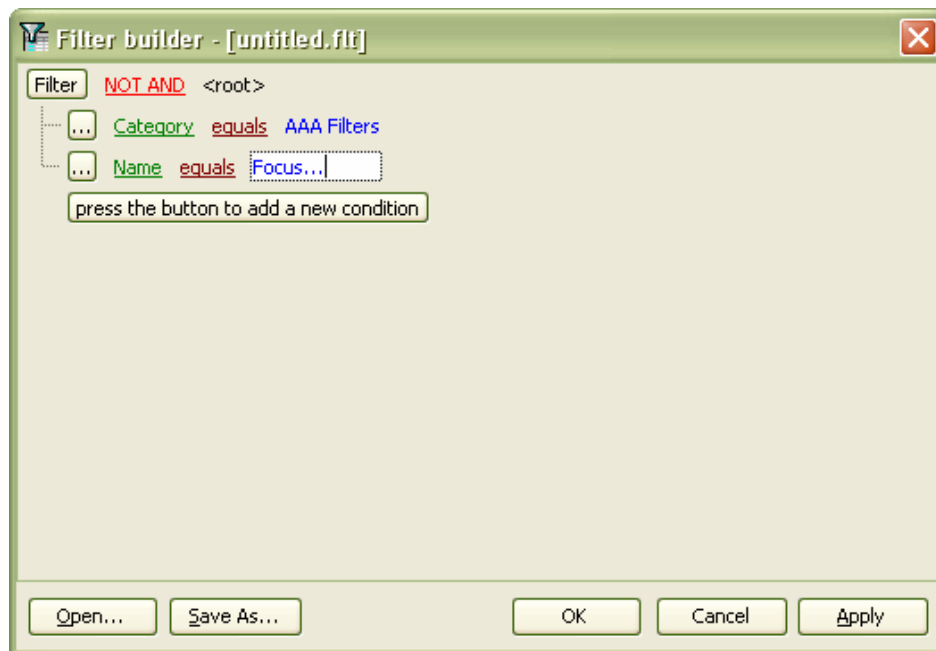 Filter builder - [untitled.flt]
Filter NOT AND <root>
... Category equals AAA Filters
... Name equals Focus...
press the button to add a new condition
Open... Save As... OK Cancel Apply